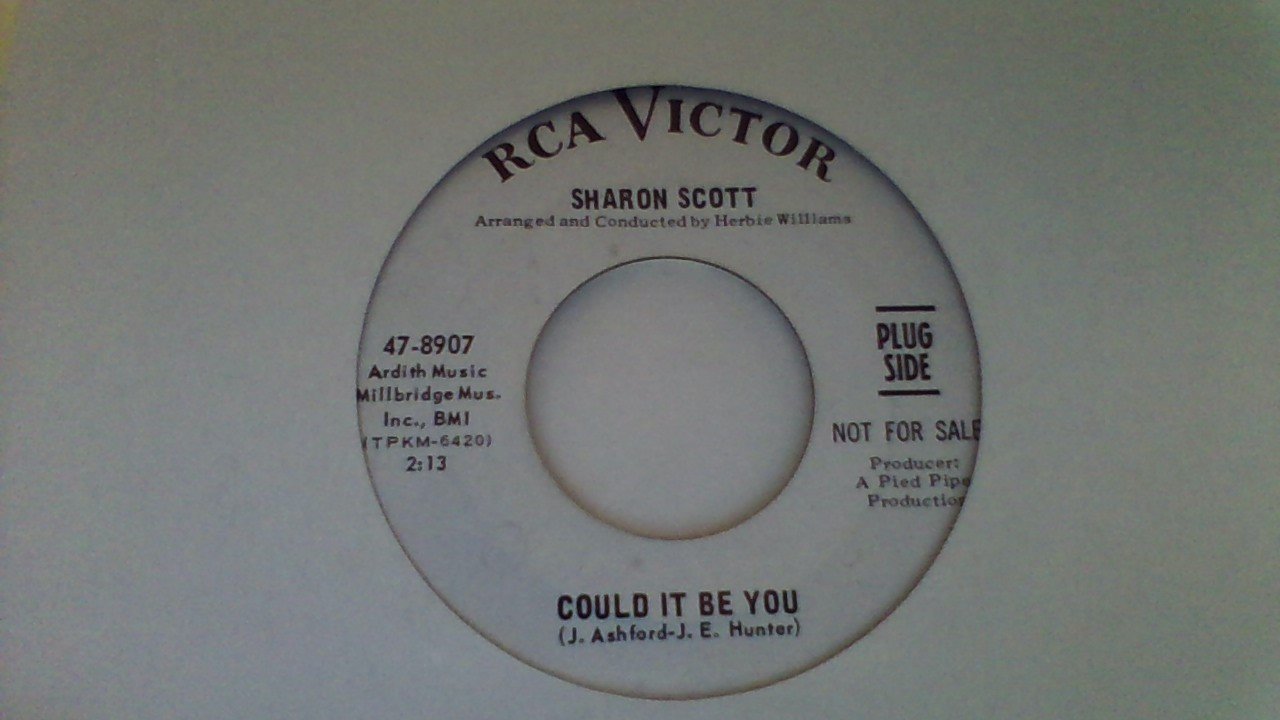 RCA VICTOR
SHARON SCOTT
Arranged and Conducted by Herbie Williams
47-8907
Ardith Music
Millbridge Mus.
Inc., BMI
(TPKM-6420)
2:13
PLUG
SIDE
NOT FOR SALE
Producer:
A Pied Pipe
Production
COULD IT BE YOU
(J. Ashford-J. E. Hunter)